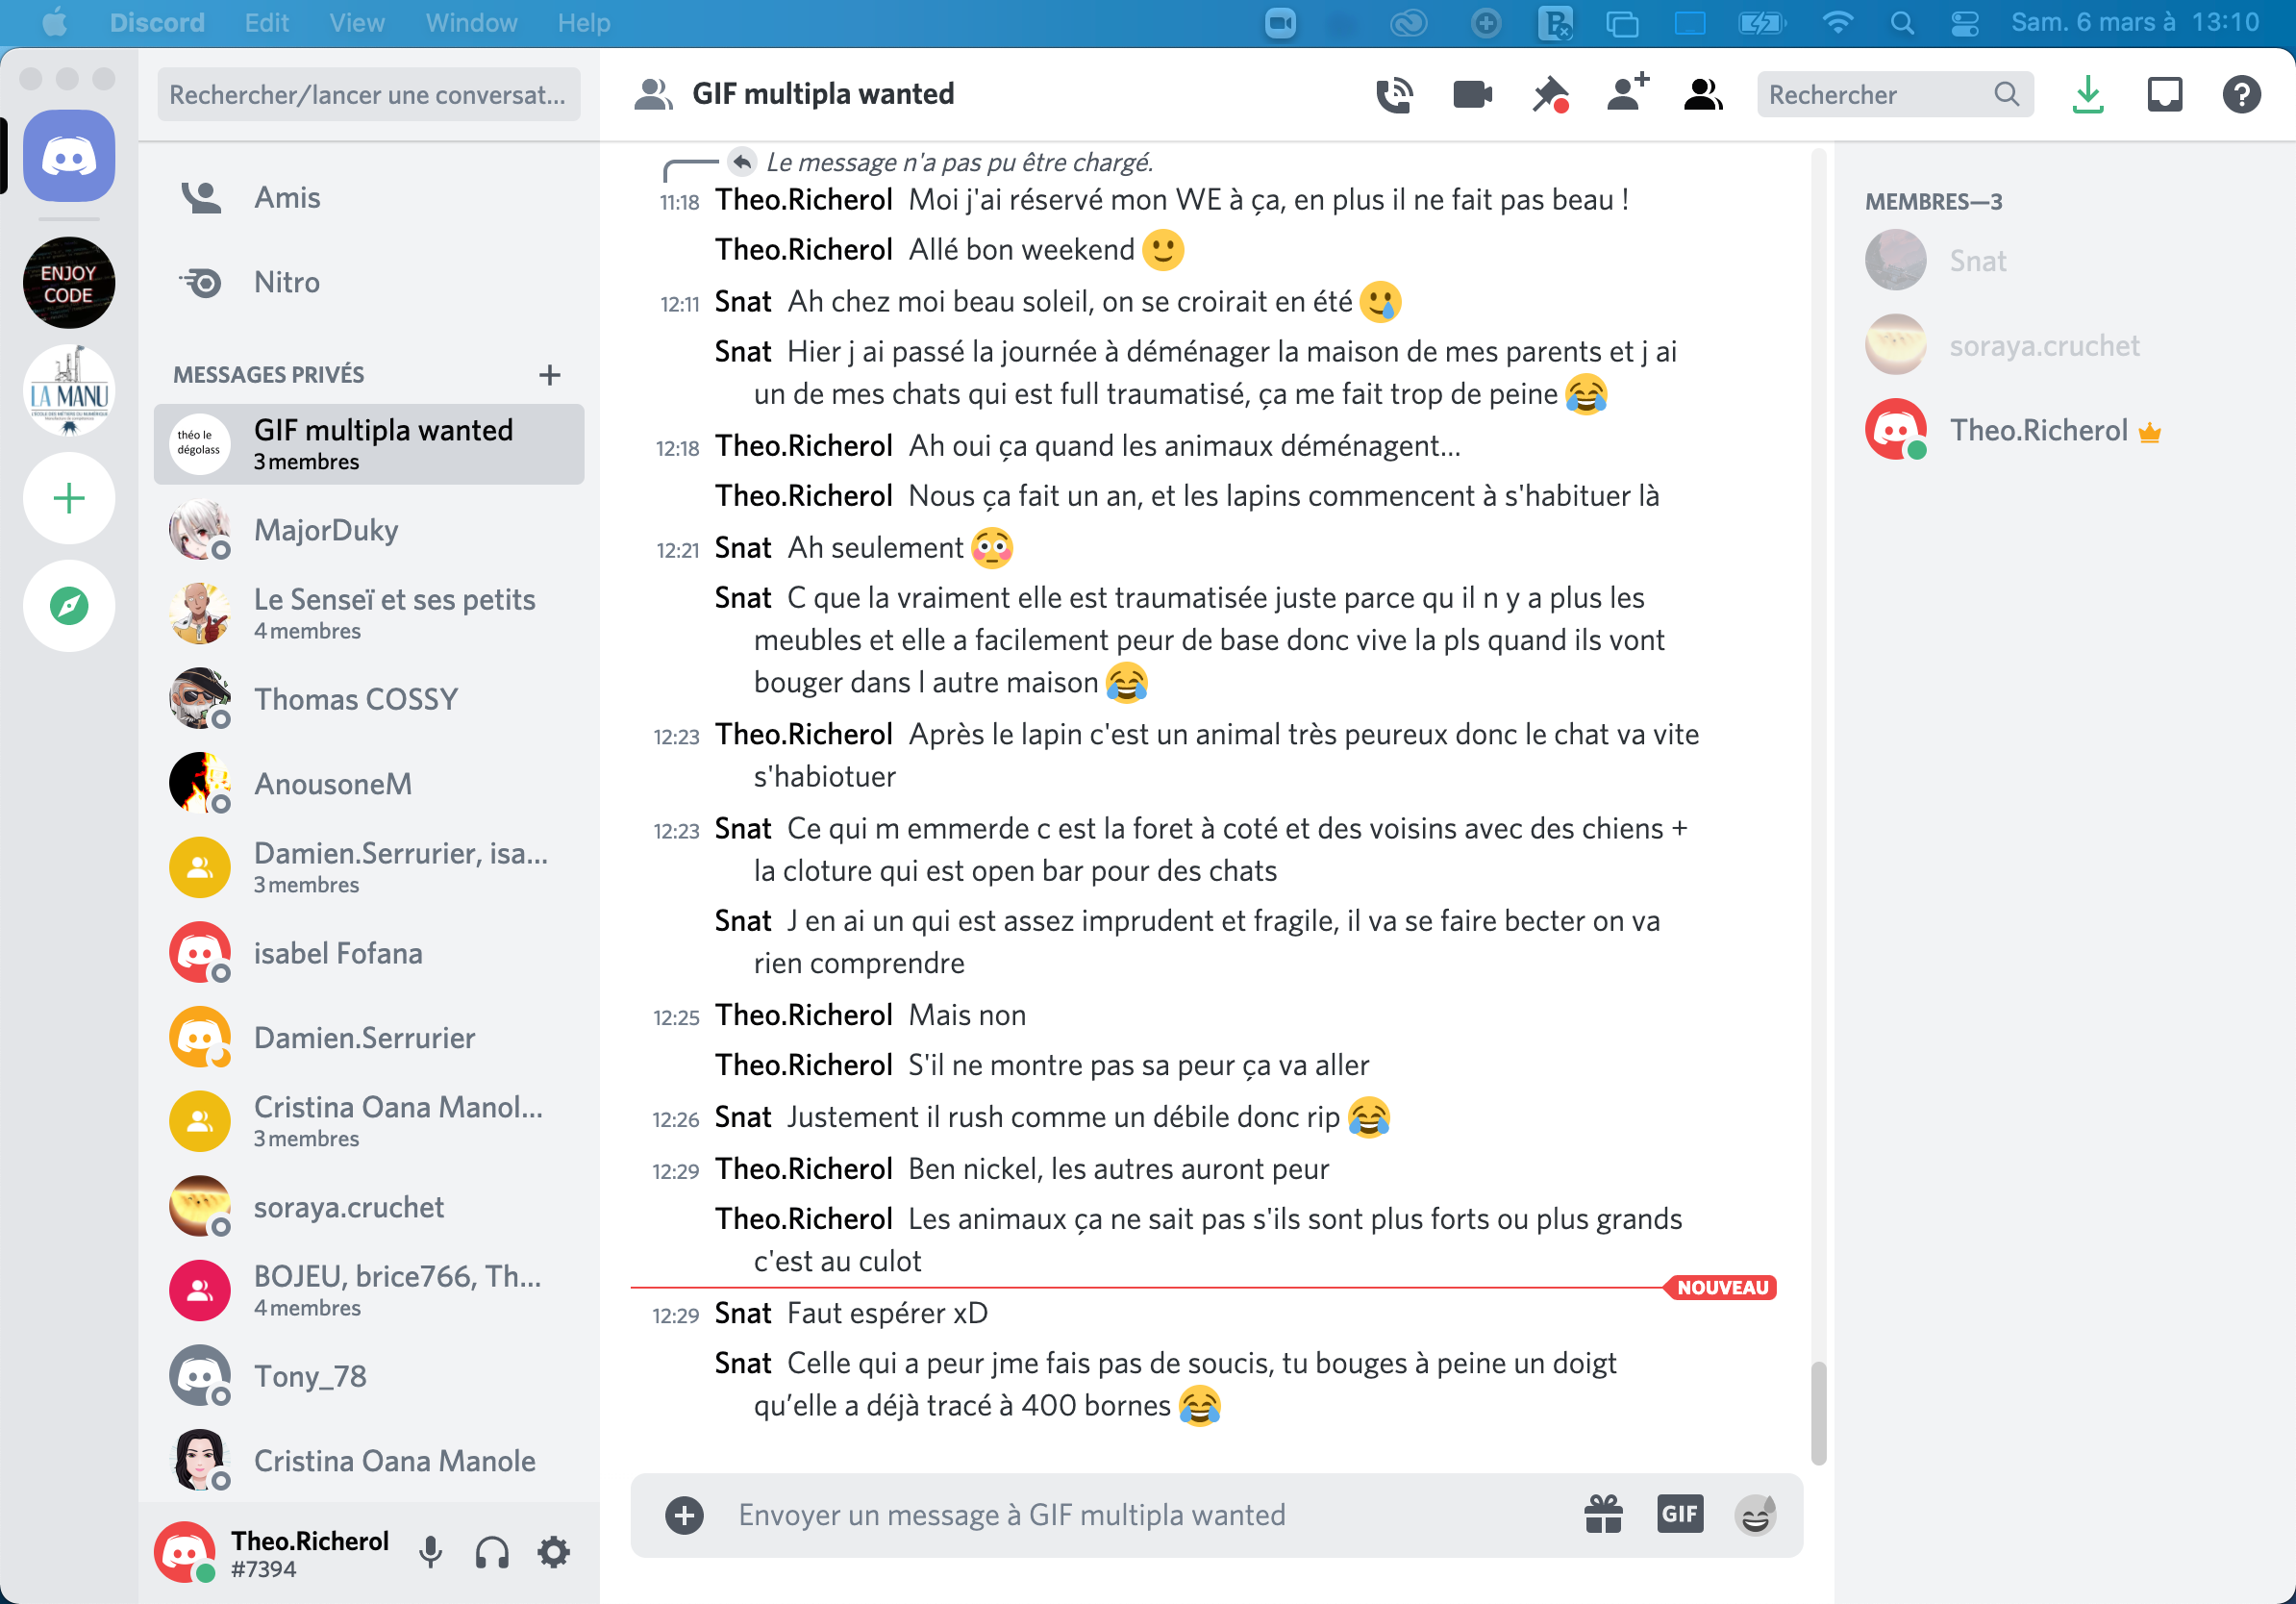 Discord Edit View Window Help Sam. 6 mars à 13:10
Rechercher/lancer une conversat...
GIF multipla wanted
Rechercher
ENJOY
CODE
LA MANU
Amis
Nitro
MESSAGES PRIVÉS
théo le
dégolass
GIF multipla wanted
3 membres
MajorDuky
Le Senseï et ses petits
4 membres
Thomas COSSY
AnousoneM
Damien.Serrurier, isa...
3 membres
isabel Fofana
Damien.Serrurier
Cristina Oana Manol...
3 membres
soraya.cruchet
BOJEU, brice766, Th...
4 membres
Tony_78
Cristina Oana Manole
Theo.Richerol
#7394
Le message n'a pas pu être chargé.
11:18 Theo.Richerol Moi j'ai réservé mon WE à ça, en plus il ne fait pas beau !
Theo.Richerol Allé bon weekend 🙂
12:11 Snat Ah chez moi beau soleil, on se croirait en été 🥲
Snat Hier j ai passé la journée à déménager la maison de mes parents et j ai
un de mes chats qui est full traumatisé, ça me fait trop de peine 😂
12:18 Theo.Richerol Ah oui ça quand les animaux déménagent...
Theo.Richerol Nous ça fait un an, et les lapins commencent à s'habituer là
12:21 Snat Ah seulement 😳
Snat C que la vraiment elle est traumatisée juste parce qu il n y a plus les
meubles et elle a facilement peur de base donc vive la pls quand ils vont
bouger dans l autre maison 😂
12:23 Theo.Richerol Après le lapin c'est un animal très peureux donc le chat va vite
s'habiotuer
12:23 Snat Ce qui m emmerde c est la foret à coté et des voisins avec des chiens +
la cloture qui est open bar pour des chats
Snat J en ai un qui est assez imprudent et fragile, il va se faire becter on va
rien comprendre
12:25 Theo.Richerol Mais non
Theo.Richerol S'il ne montre pas sa peur ça va aller
12:26 Snat Justement il rush comme un débile donc rip 😂
12:29 Theo.Richerol Ben nickel, les autres auront peur
Theo.Richerol Les animaux ça ne sait pas s'ils sont plus forts ou plus grands
c'est au culot
NOUVEAU
12:29 Snat Faut espérer xD
Snat Celle qui a peur jme fais pas de soucis, tu bouges à peine un doigt
qu’elle a déjà tracé à 400 bornes 😂
Envoyer un message à GIF multipla wanted
GIF
MEMBRES—3
Snat
soraya.cruchet
Theo.Richerol